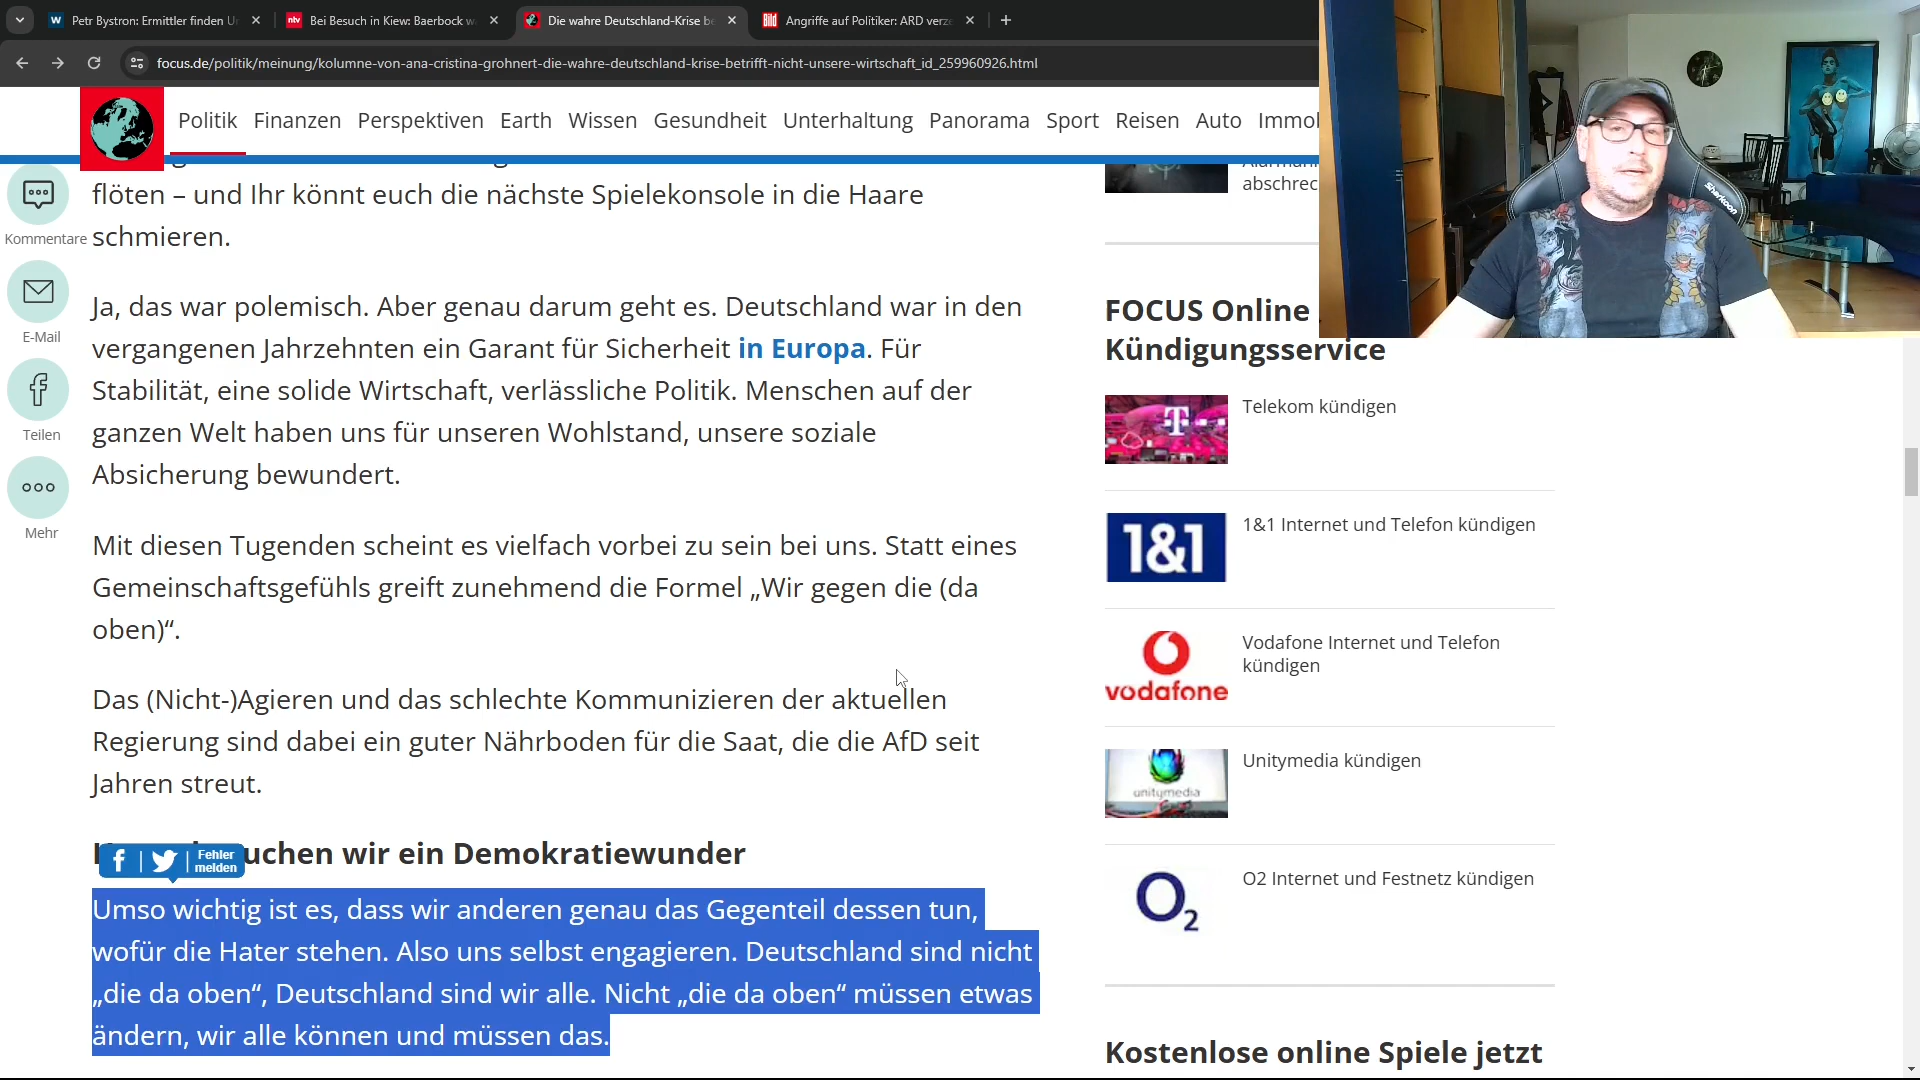 Petr Bystron: Ermittler finden
Bei Besuch in Kiew: Baerbock
Die wahre Deutschland-Krise
Angriffe auf Politiker: ARD
focus.de/politik/meinung/kolumne-von-ana-cristina-grohnert-die-wahre-deutschland-krise-betrifft-nicht-unsere-wirtschaft_id_259960926.html
Politik Finanzen Perspektiven Earth Wissen Gesundheit Unterhaltung Panorama Sport Reisen Auto
Kommentare
E-Mail
Teilen
Mehr
flöten – und Ihr könnt euch die nächste Spielekonsole in die Haare
schmieren.
Ja, das war polemisch. Aber genau darum geht es. Deutschland war in den
vergangenen Jahrzehnten ein Garant für Sicherheit in Europa. Für
Stabilität, eine solide Wirtschaft, verlässliche Politik. Menschen auf der
ganzen Welt haben uns für unseren Wohlstand, unsere soziale
Absicherung bewundert.
Mit diesen Tugenden scheint es vielfach vorbei zu sein bei uns. Statt eines
Gemeinschaftsgefühls greift zunehmend die Formel „Wir gegen die (da
oben)“.
Das (Nicht-)Agieren und das schlechte Kommunizieren der aktuellen
Regierung sind dabei ein guter Nährboden für die Saat, die die AfD seit
Jahren streut.
wir ein Demokratiewunder
Fehler
melden
Umso wichtig ist es, dass wir anderen genau das Gegenteil dessen tun,
wofür die Hater stehen. Also uns selbst engagieren. Deutschland sind nicht
„die da oben“, Deutschland sind wir alle. Nicht „die da oben“ müssen etwas
ändern, wir alle können und müssen das.
FOCUS Online
Kündigungsservice
Telekom kündigen
1&1
1&1 Internet und Telefon kündigen
vodafone
Vodafone Internet und Telefon
kündigen
unitymedia
Unitymedia kündigen
O2
O2 Internet und Festnetz kündigen
Kostenlose online Spiele jetzt
Sharkoon